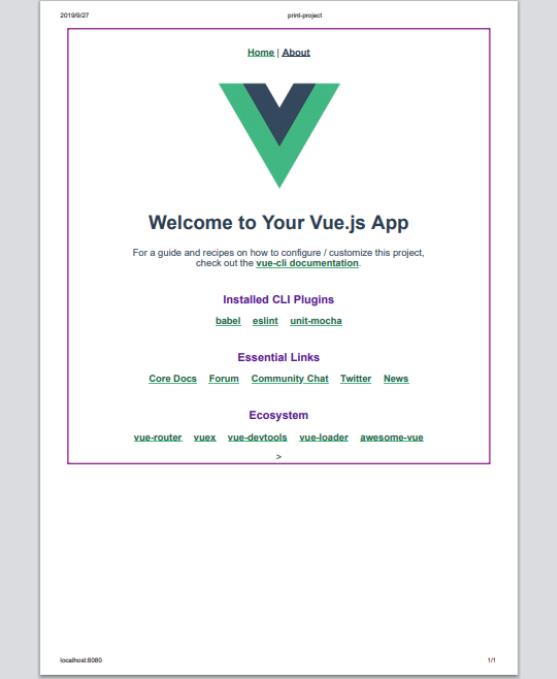 2019/9/27 print-project
Home | About
Welcome to Your Vue.js App
For a guide and recipes on how to configure / customize this project,
check out the vue-cli documentation.
Installed CLI Plugins
babel eslint unit-mocha
Essential Links
Core Docs Forum Community Chat Twitter News
Ecosystem
vue-router vuex vue-devtools vue-loader awesome-vue
>
localhost:8080 1/1